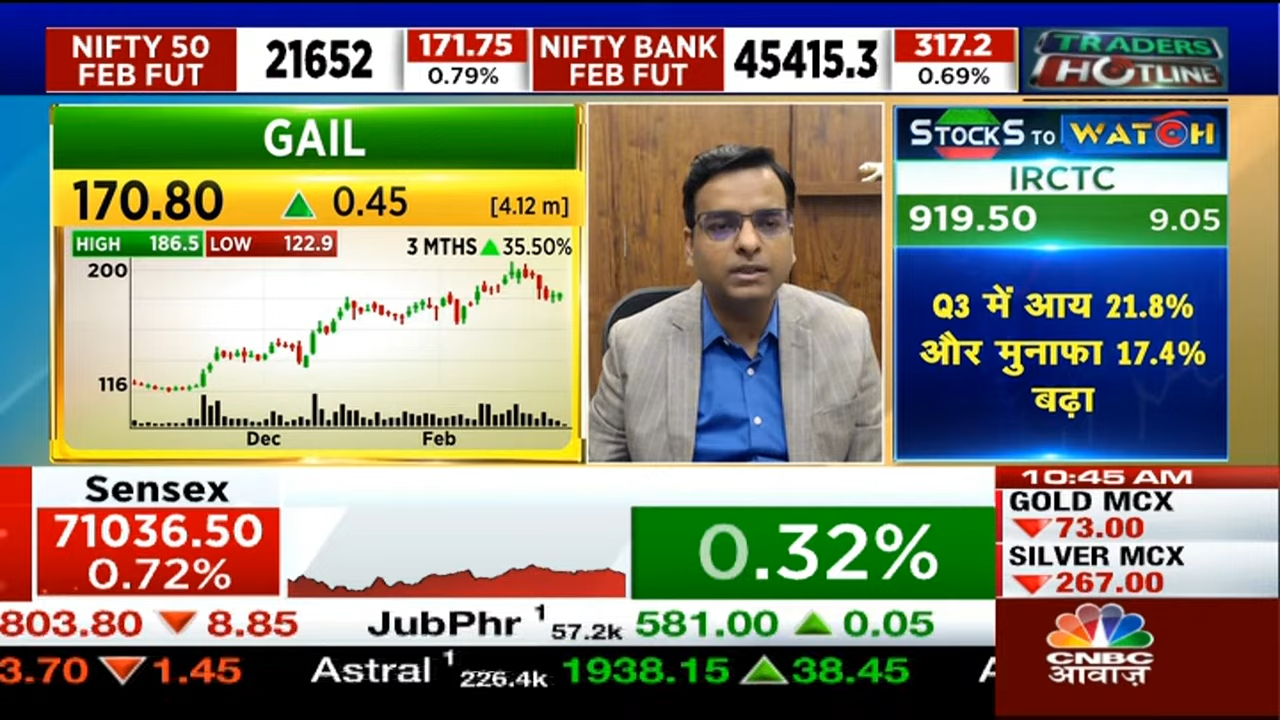 NIFTY 50
FEB FUT
21652
171.75
0.79%
NIFTY BANK
FEB FUT
45415.3
317.2
0.69%
TRADERS
HOTLINE
GAIL
170.80 ▲ 0.45 [4.12 m]
HIGH 186.5 LOW 122.9 3 MTHS ▲ 35.50%
200
116
Dec Feb
STOCKS TO WATCH
IRCTC
919.50 9.05
Q3 में आय 21.8%
और मुनाफा 17.4%
बढ़ा
Sensex
71036.50
0.72%
0.32%
10:45 AM
GOLD MCX
▼73.00
SILVER MCX
▼267.00
803.80 ▼ 8.85 JubPhr 1 57.2k 581.00 ▲ 0.05
3.70 ▼ 1.45 Astral 1 226.4k 1938.15 ▲ 38.45 A
CNBC
आवाज़